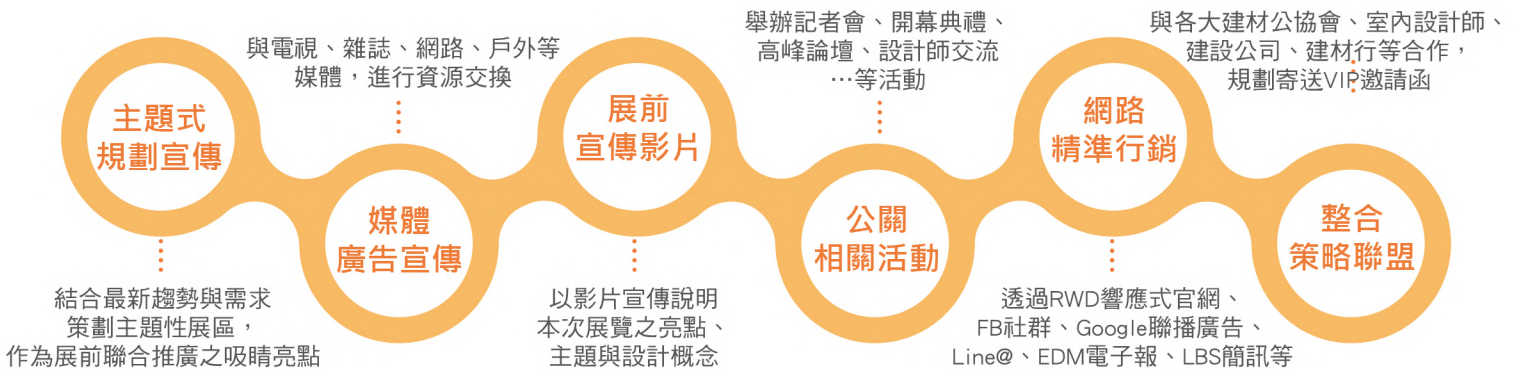 主題式
規劃宣傳
結合最新趨勢與需求
策劃主題性展區，
作為展前聯合推廣之吸睛亮點
與電視、雜誌、網路、戶外等
媒體，進行資源交換
媒體
廣告宣傳
展前
宣傳影片
以影片宣傳說明
本次展覽之亮點、
主題與設計概念
舉辦記者會、開幕典禮、
高峰論壇、設計師交流
…等活動
公關
相關活動
網路
精準行銷
透過RWD響應式官網、
FB社群、Google聯播廣告、
Line@、EDM電子報、LBS簡訊等
與各大建材公協會、室內設計師、
建設公司、建材行等合作，
規劃寄送VIP邀請函
整合
策略聯盟